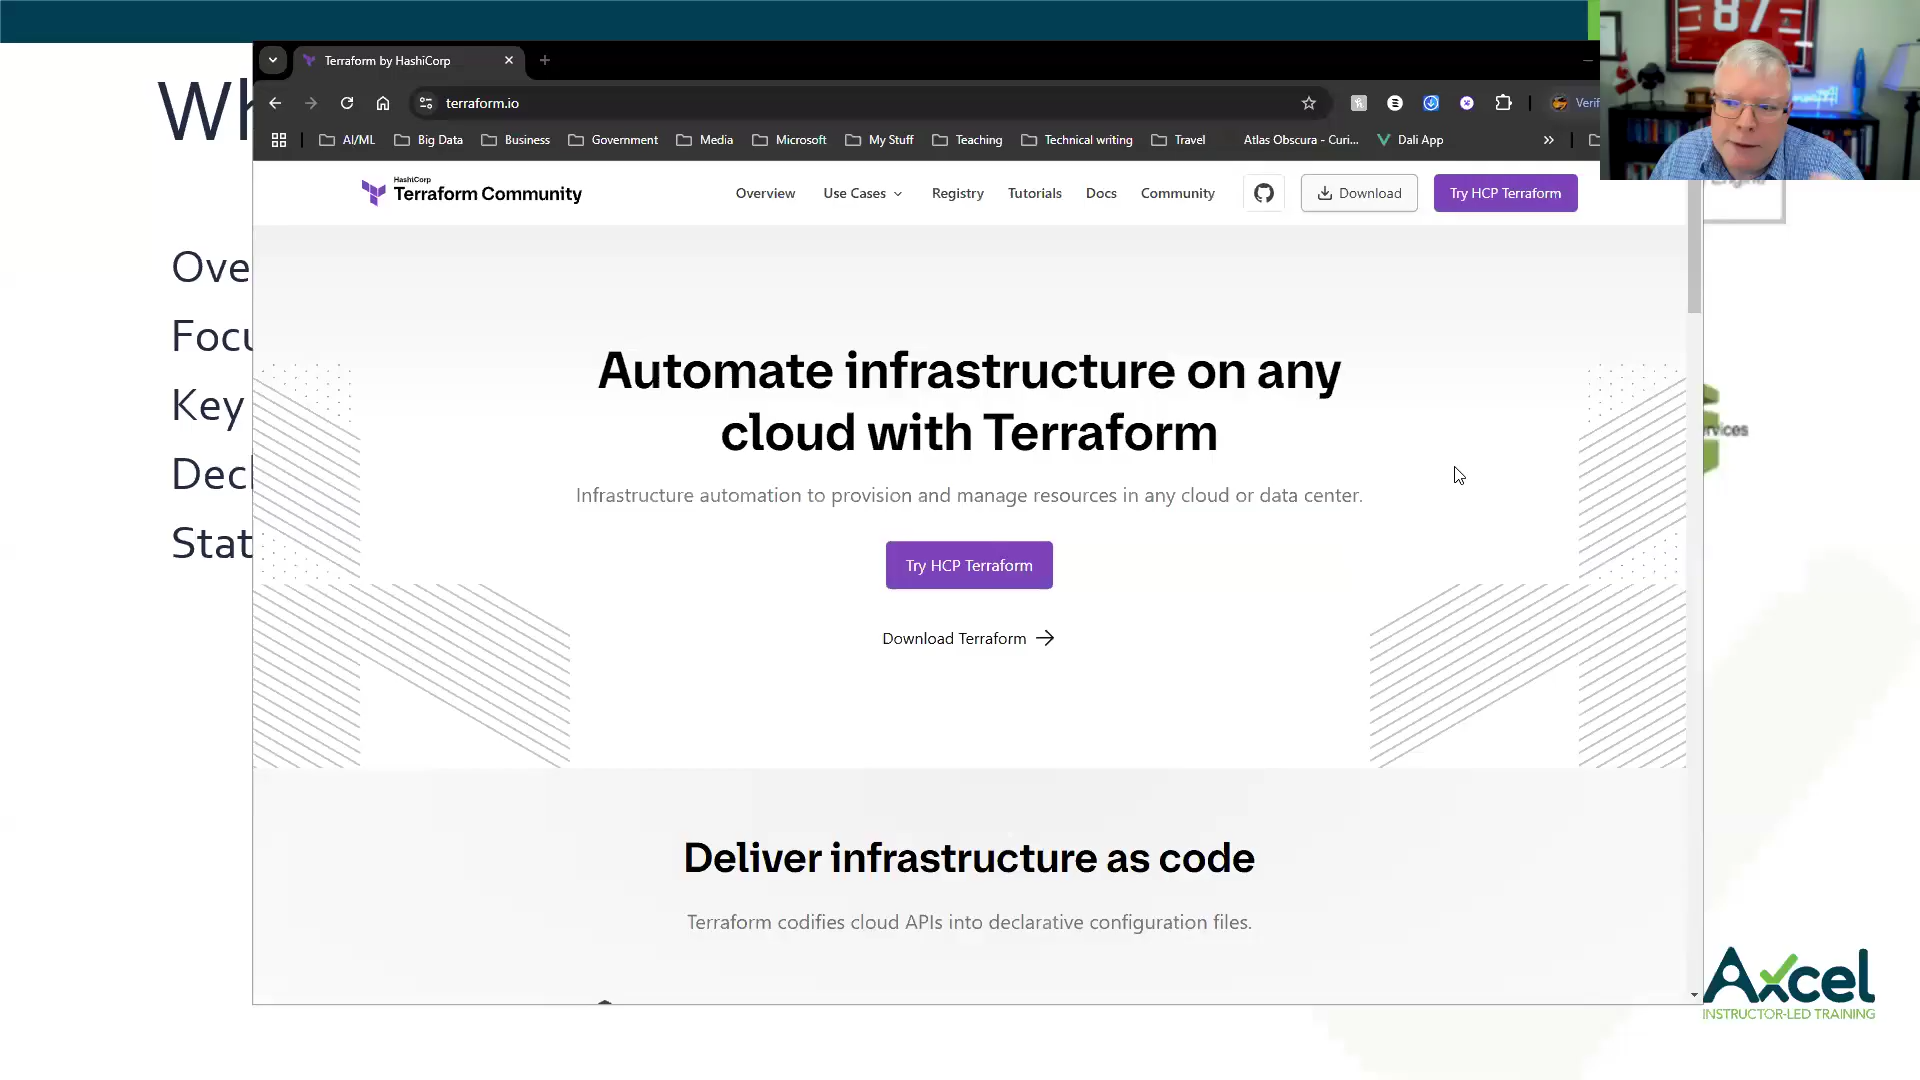 87
Terraform by HashiCorp
terraform.io
Verif
AI/ML
Big Data
Business
Government
Media
Microsoft
My Stuff
Teaching
Technical writing
Travel
Atlas Obscura - Curi...
Dali App
HashiCorp
Terraform Community
Overview
Use Cases
Registry
Tutorials
Docs
Community
Download
Try HCP Terraform
Wh
Ove
Focu
Key
Decl
Stat
Automate infrastructure on any
cloud with Terraform
Infrastructure automation to provision and manage resources in any cloud or data center.
Try HCP Terraform
Download Terraform
Deliver infrastructure as code
Terraform codifies cloud APIs into declarative configuration files.
rvices
Axcel
INSTRUCTOR-LED TRAINING